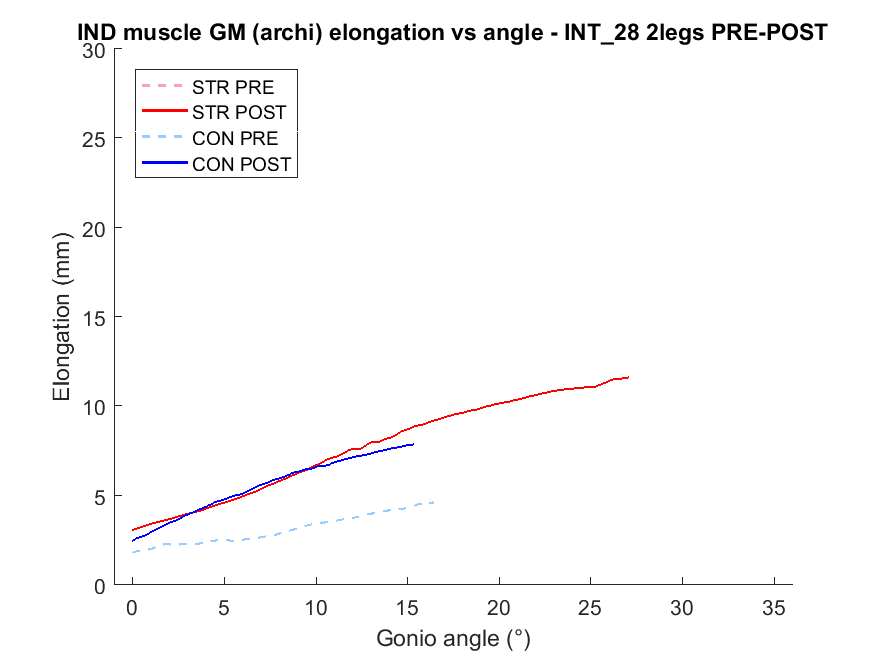 IND muscle GM (archi) elongation vs angle - INT_28 2legs PRE-POST
30
25
20
15
10
5
0
Elongation (mm)
STR PRE
STR POST
CON PRE
CON POST
0 5 10 15 20 25 30 35
Gonio angle (°)